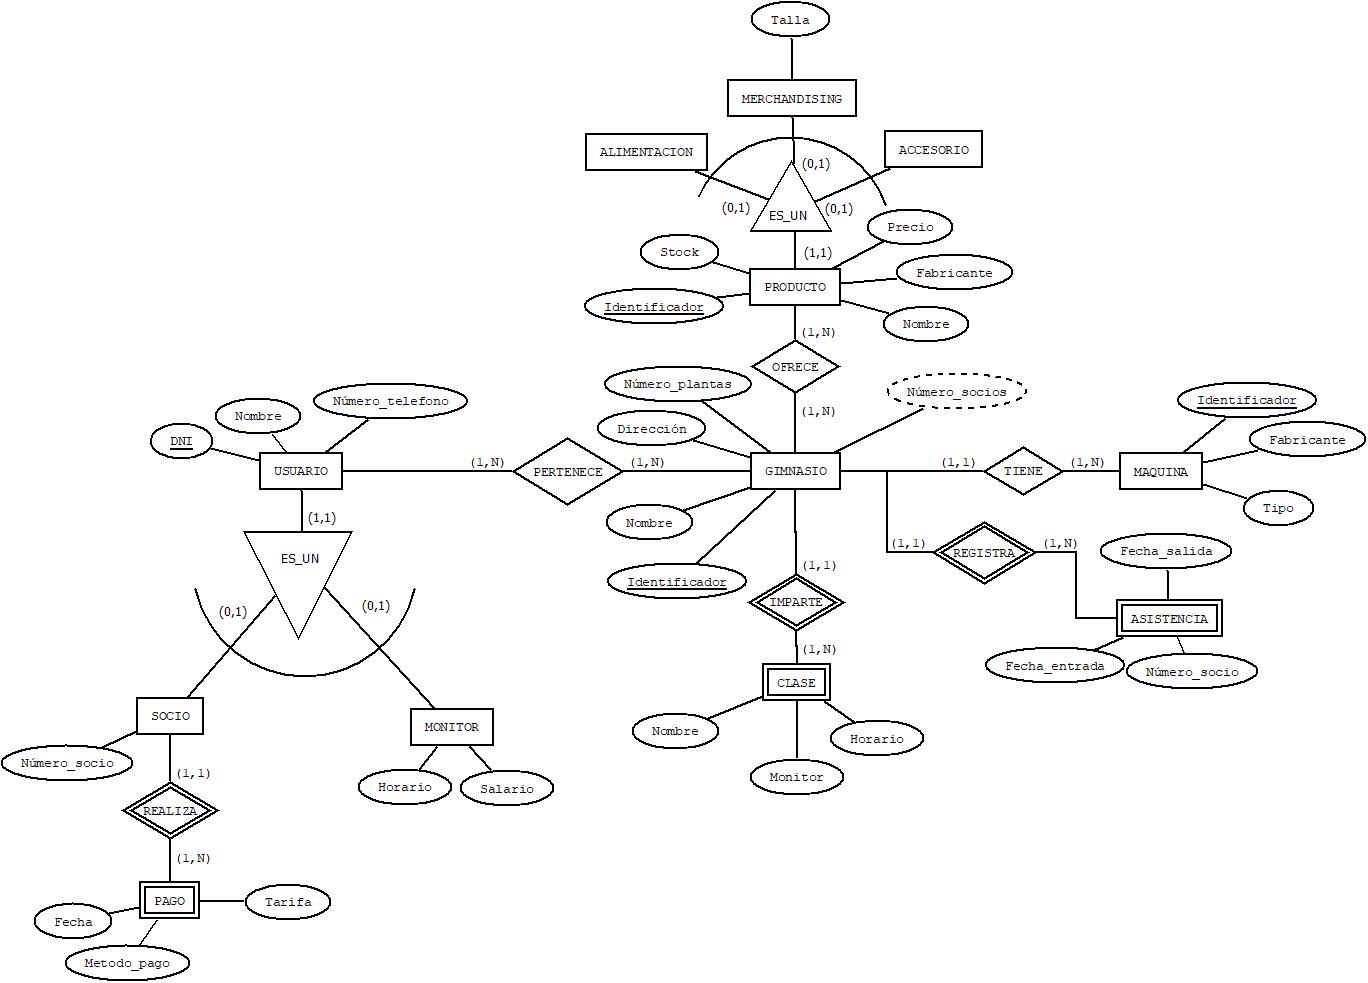 Talla
MERCHANDISING
ALIMENTACION
ACCESORIO
(0,1)
(0,1)
(0,1)
ES_UN
Precio
Stock
(1,1)
Fabricante
PRODUCTO
Identificador
Nombre
(1,N)
OFRECE
Número_plantas
Número_socios
Nombre
Número_telefono
Identificador
(1,N)
Dirección
DNI
Fabricante
USUARIO
(1,N)
PERTENECE
(1,N)
GIMNASIO
(1,1)
TIENE
(1,N)
MAQUINA
Tipo
(1,1)
Nombre
ES_UN
(1,1)
REGISTRA
(1,N)
Fecha_salida
(1,1)
Identificador
IMPARTE
(0,1)
(0,1)
ASISTENCIA
(1,N)
Fecha_entrada
Número_socio
CLASE
SOCIO
MONITOR
Nombre
Horario
Número_socio
(1,1)
Monitor
Horario
Salario
REALIZA
(1,N)
PAGO
Tarifa
Fecha
Metodo_pago